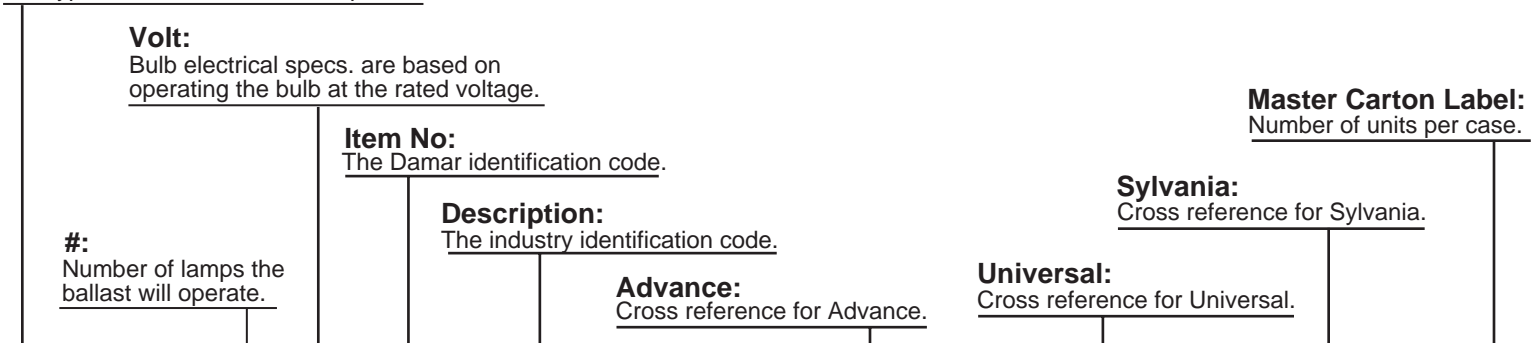 Volt:
Bulb electrical specs. are based on
operating the bulb at the rated voltage.
Master Carton Label:
Number of units per case.
Item No:
The Damar identification code.
Sylvania:
Cross reference for Sylvania.
Description:
The industry identification code.
#:
Number of lamps the
ballast will operate.
Universal:
Cross reference for Universal.
Advance:
Cross reference for Advance.